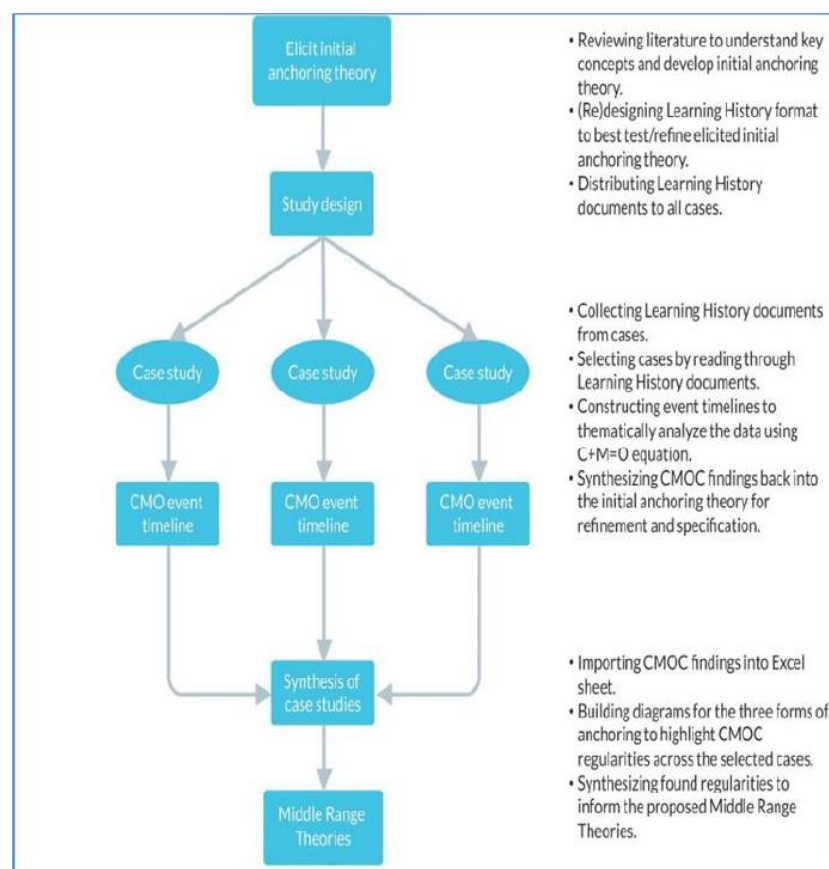 Elicit initial
anchoring theory
• Reviewing literature to understand key
concepts and develop initial anchoring
theory.
• (Re)designing Learning History format
to best test/refine elicited initial
anchoring theory.
• Distributing Learning History
documents to all cases.
Study design
Case study
Case study
Case study
• Collecting Learning History documents
from cases.
• Selecting cases by reading through
Learning History documents.
• Constructing event timelines to
thematically analyze the data using
C+M=O equation.
• Synthesizing CMOC findings back into
the initial anchoring theory for
refinement and specification.
CMO event
timeline
CMO event
timeline
CMO event
timeline
Synthesis of
case studies
• Importing CMOC findings into Excel
sheet.
• Building diagrams for the three forms of
anchoring to highlight CMOC
regularities across the selected cases.
• Synthesizing found regularities to
inform the proposed Middle Range
Theories.
Middle Range
Theories